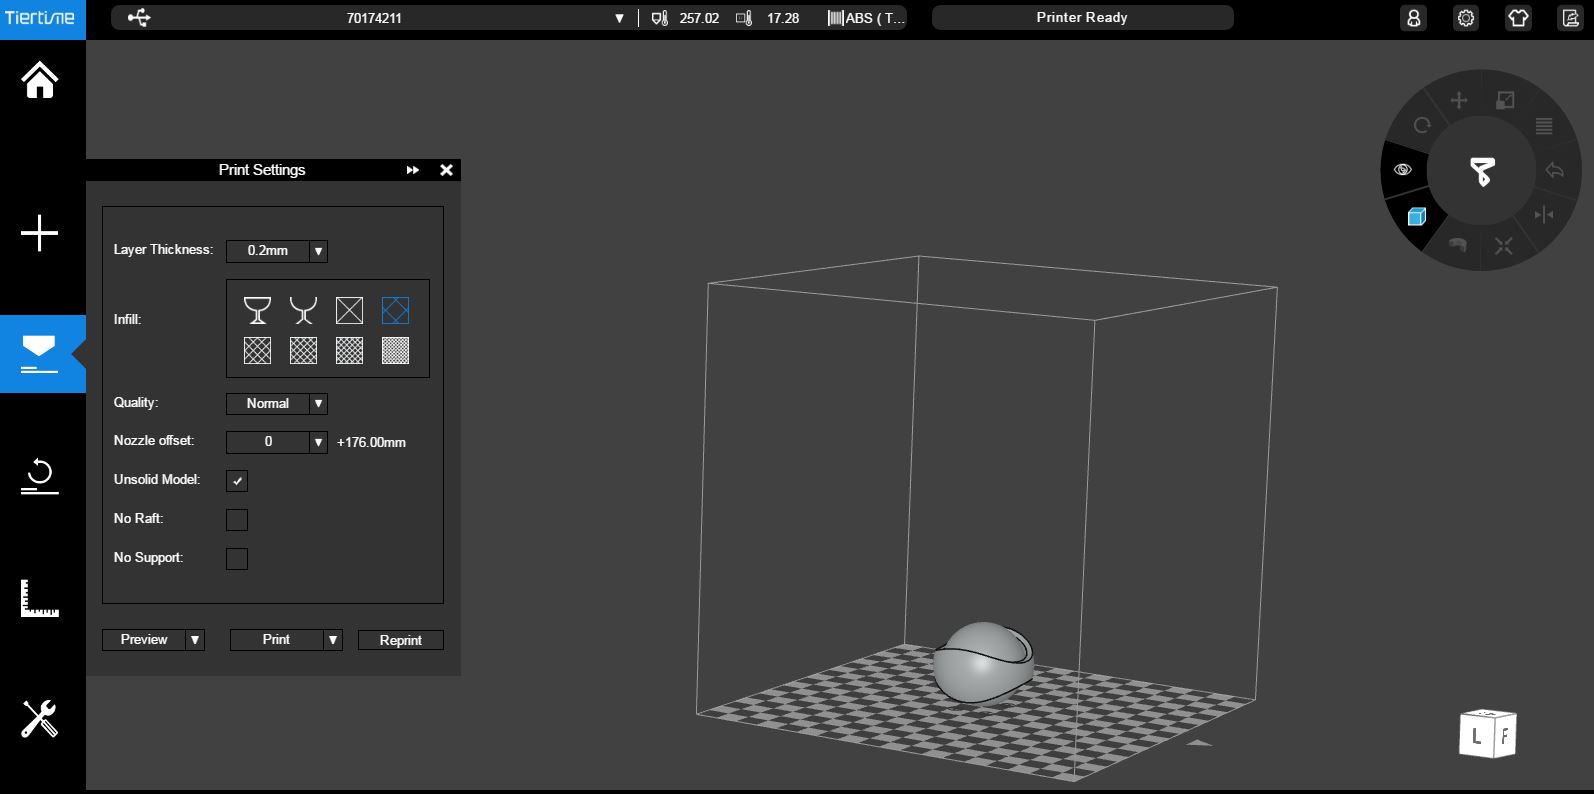 Tiertime
70174211
257.02
17.28
ABS ( T...
Printer Ready
Print Settings
Layer Thickness:
0.2mm
Infill:
Quality:
Normal
Nozzle offset:
0
+176.00mm
Unsolid Model:
No Raft:
No Support:
Preview
Print
Reprint
L
F